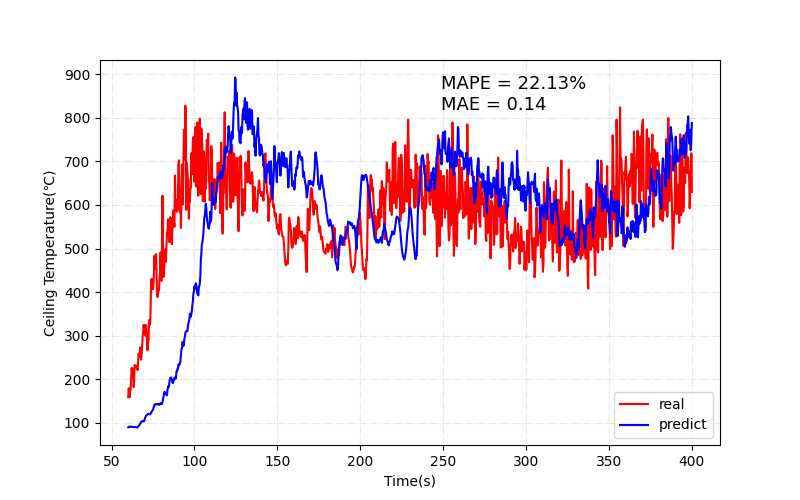 MAPE = 22.13%
MAE = 0.14
900
800
700
600
500
400
300
200
100
Ceiling Temperature(℃)
real
predict
50 100 150 200 250 300 350 400
Time(s)